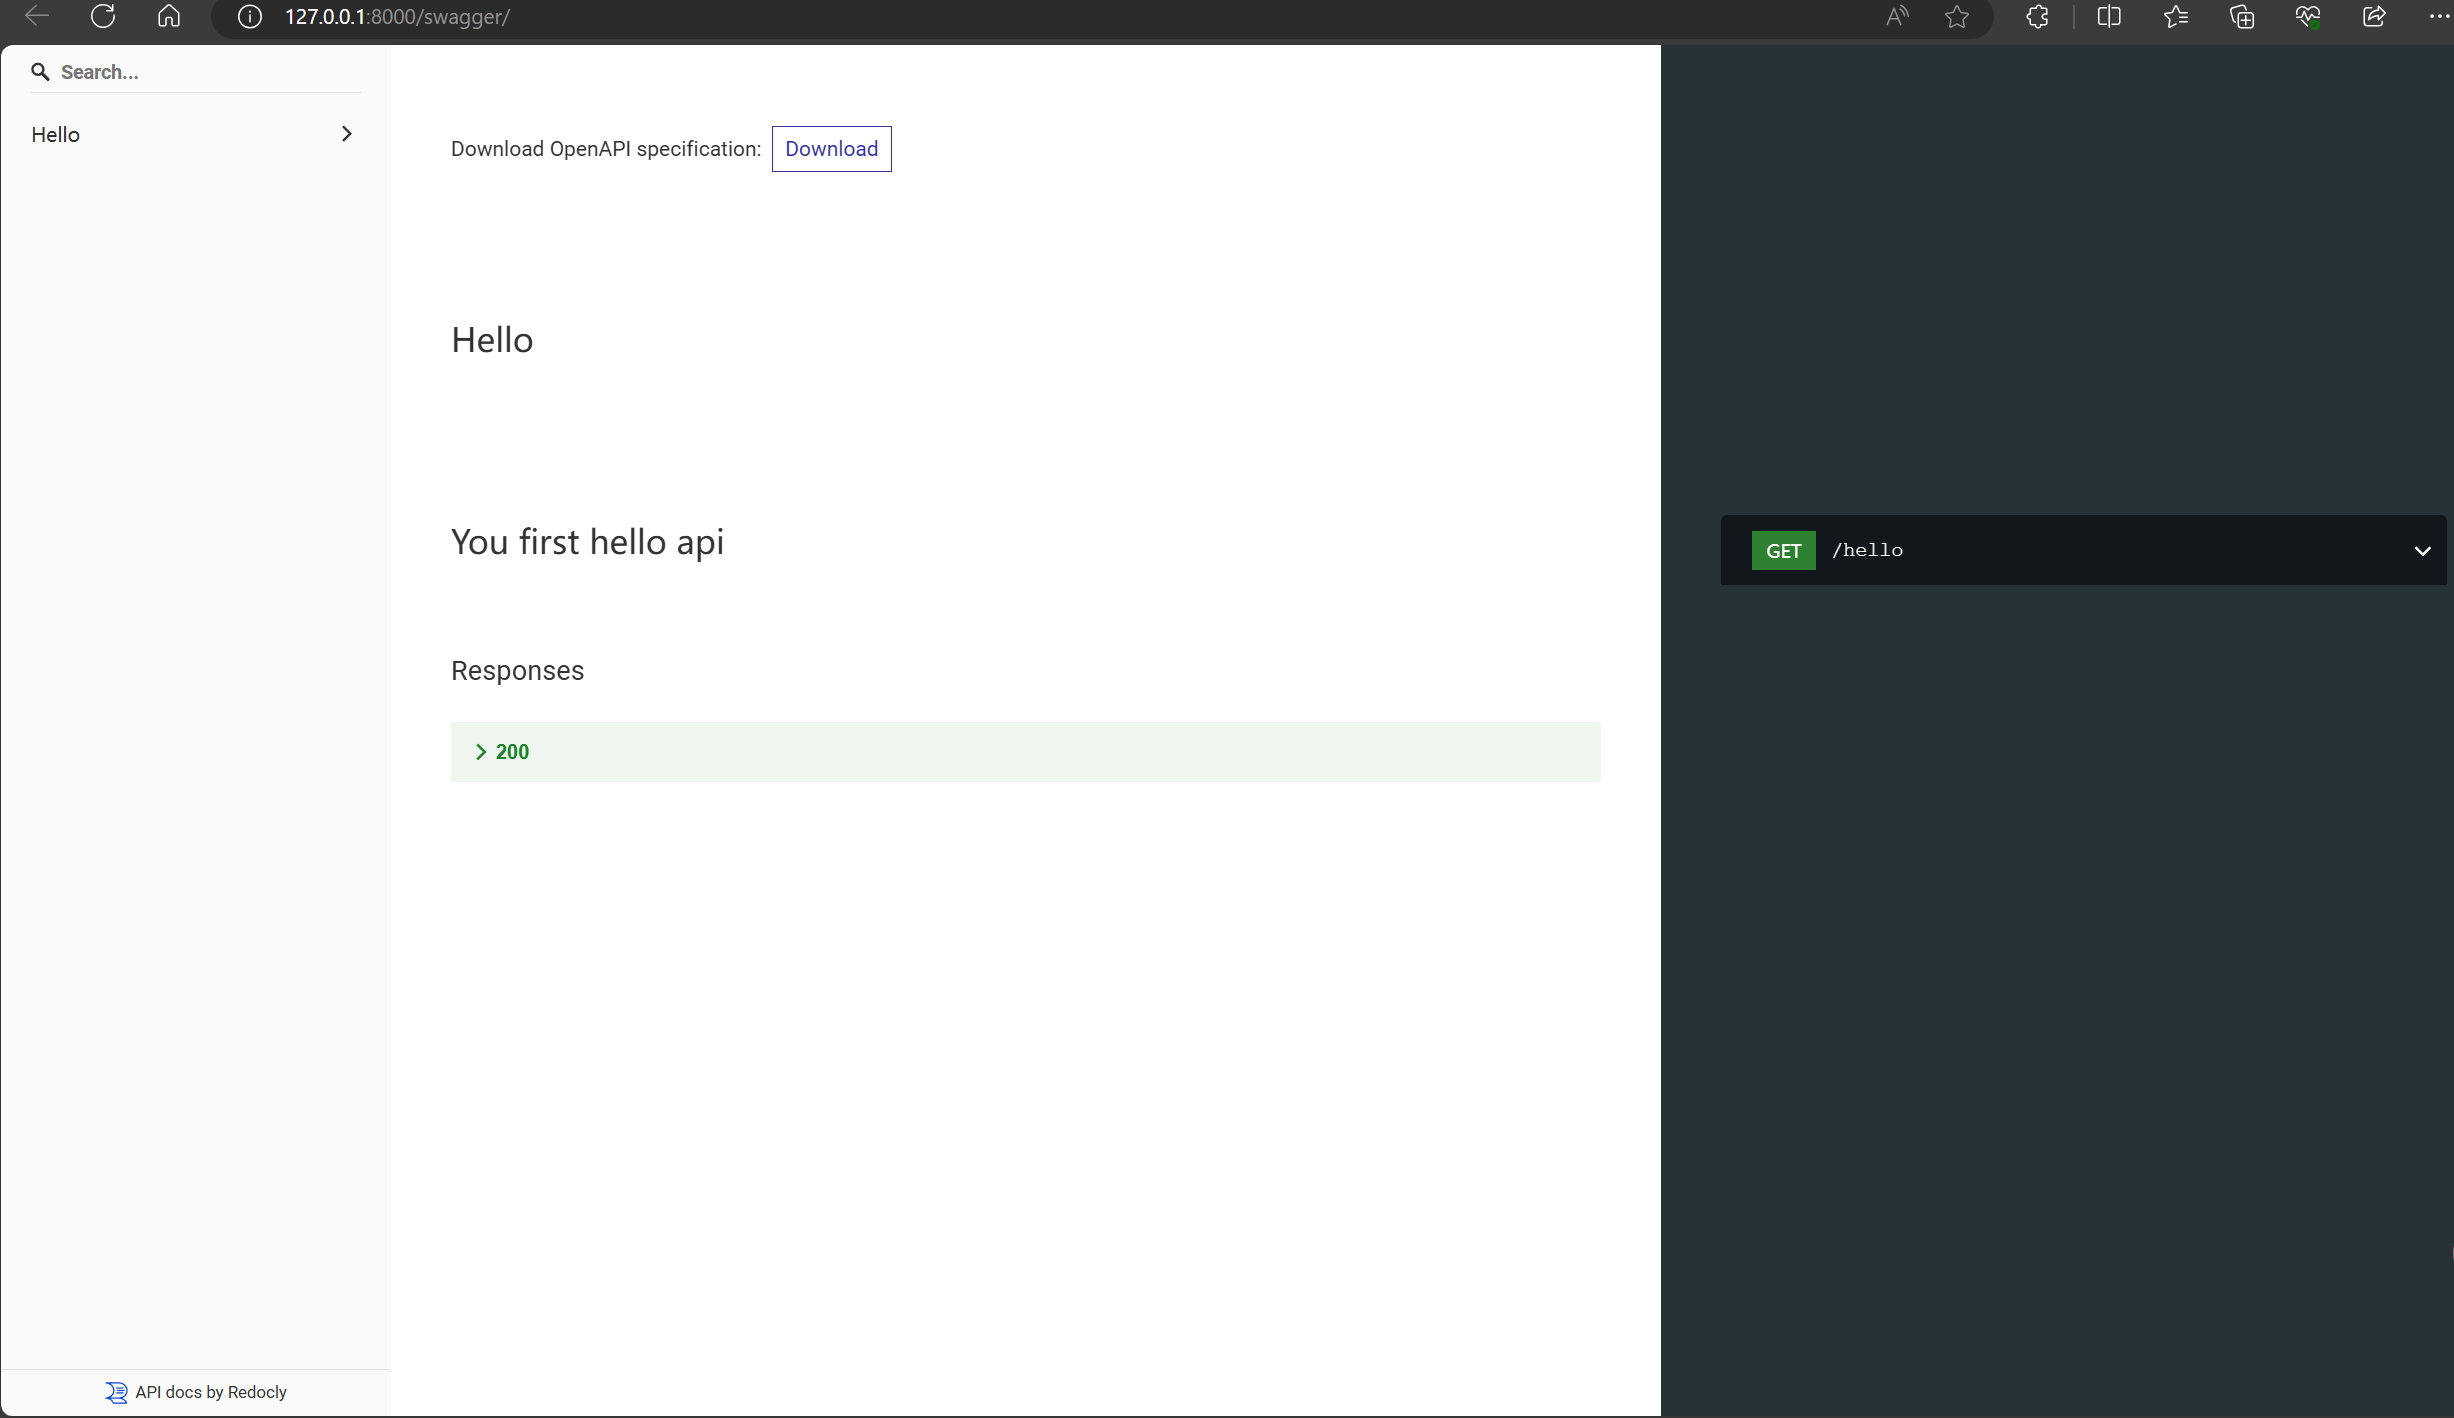 127.0.0.1:8000/swagger/
Search...
Hello
Download OpenAPI specification: Download
Hello
You first hello api
GET /hello
Responses
200
API docs by Redocly